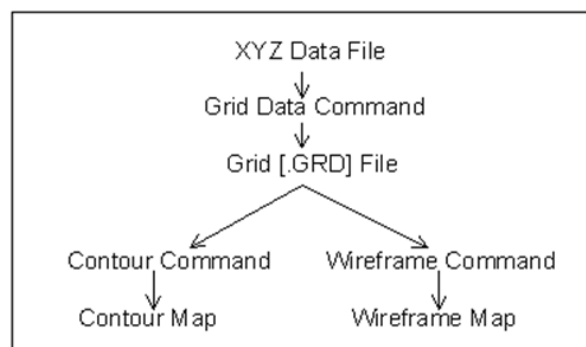 XYZ Data File
Grid Data Command
Grid [.GRD] File
Contour Command Wireframe Command
Contour Map Wireframe Map